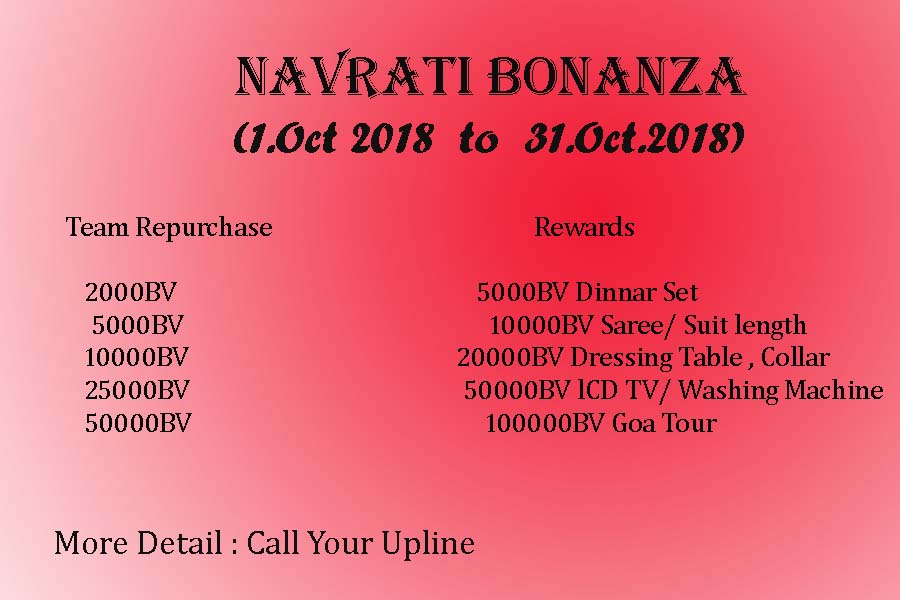 NAVRATI BONANZA
(1.Oct 2018 to 31.Oct.2018)
Team Repurchase Rewards
2000BV 5000BV Dinnar Set
5000BV 10000BV Saree/ Suit length
10000BV 20000BV Dressing Table , Collar
25000BV 50000BV lCD TV/ Washing Machine
50000BV 100000BV Goa Tour
More Detail : Call Your Upline